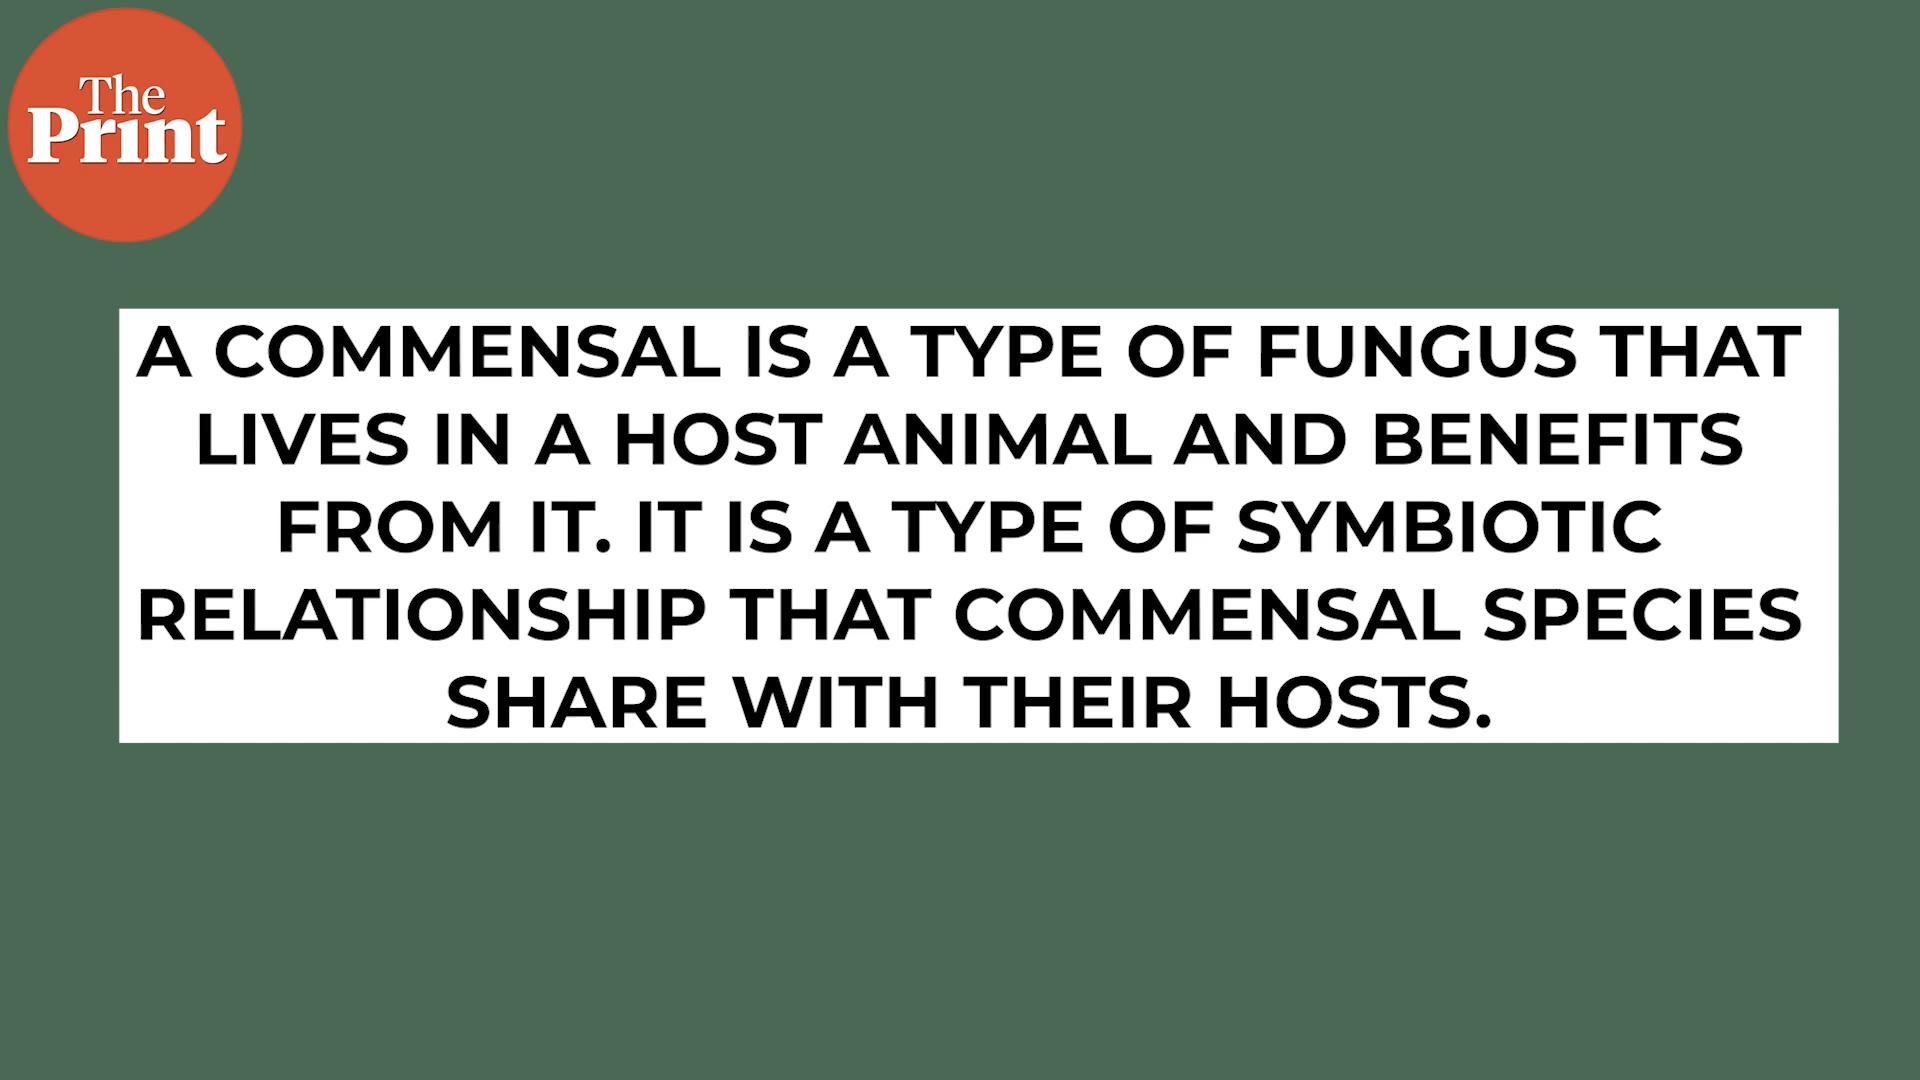 The
Print
A COMMENSAL IS A TYPE OF FUNGUS THAT
LIVES IN A HOST ANIMAL AND BENEFITS
FROM IT. IT IS A TYPE OF SYMBIOTIC
RELATIONSHIP THAT COMMENSAL SPECIES
SHARE WITH THEIR HOSTS.